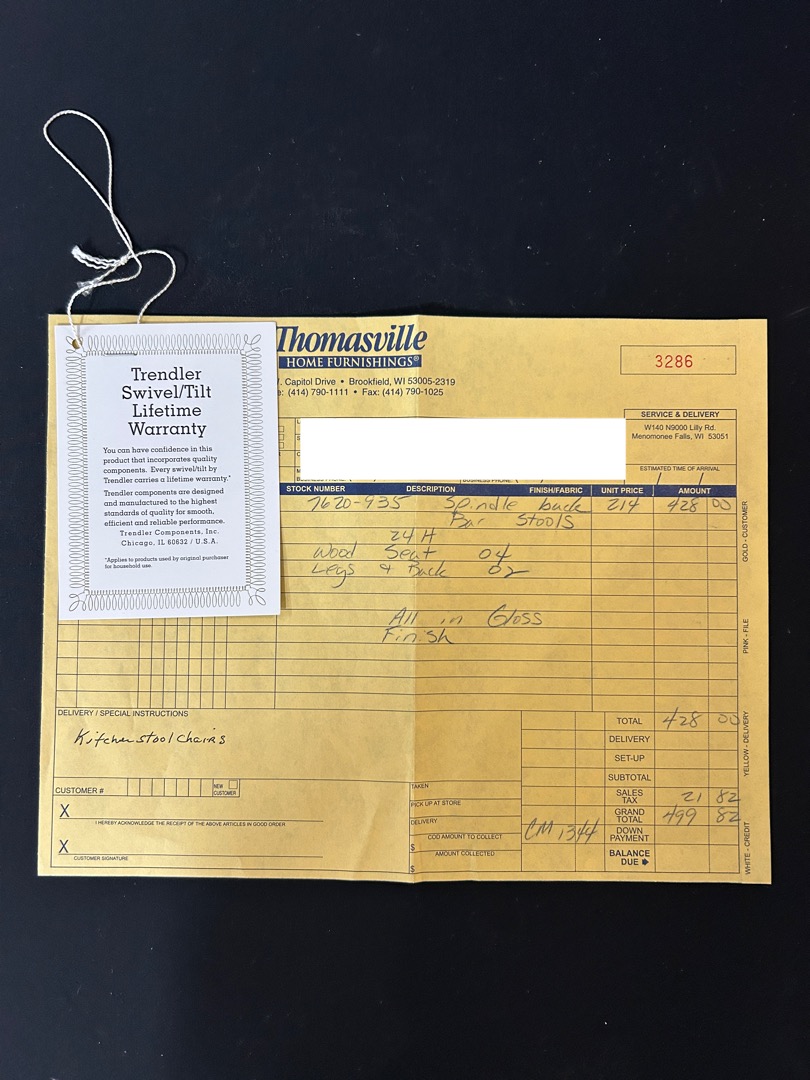 Trendler
Swivel/Tilt
Lifetime
Warranty
You can have confidence in this
product that incorporates quality
components. Every swivel/tilt by
Trendler carries a lifetime warranty.*
Trendler components are designed
and manufactured to the highest
standards of quality for smooth,
efficient and reliable performance.
Trendler Components, Inc.
Chicago, IL 60632 / U.S.A.
*Applies to products used by original purchaser
for household use.
Thomasville
HOME FURNISHINGS®
. Capitol Drive • Brookfield, WI 53005-2319
e: (414) 790-1111 • Fax: (414) 790-1025
3286
SERVICE & DELIVERY
W140 N9000 Lilly Rd.
Menomonee Falls, WI 53051
ESTIMATED TIME OF ARRIVAL
STOCK NUMBER DESCRIPTION FINISH/FABRIC UNIT PRICE AMOUNT
7620-935 Spindle back 214 428 00
Bar Stools
24 H
Wood Seat 04
Legs & Back 02
All in Gloss
Finish
DELIVERY / SPECIAL INSTRUCTIONS
Kitchen stool chairs
CUSTOMER #
NEW
CUSTOMER
X
I HEREBY ACKNOWLEDGE THE RECEIPT OF THE ABOVE ARTICLES IN GOOD ORDER
X
CUSTOMER SIGNATURE
TAKEN
PICK UP AT STORE
DELIVERY
COD AMOUNT TO COLLECT
$
AMOUNT COLLECTED
$
TOTAL 428 00
DELIVERY
SET-UP
SUBTOTAL
SALES
TAX 21 82
GRAND
TOTAL 499 82
CM 1344 DOWN
PAYMENT
BALANCE
DUE
GOLD - CUSTOMER
PINK - FILE
YELLOW - DELIVERY
WHITE - CREDIT